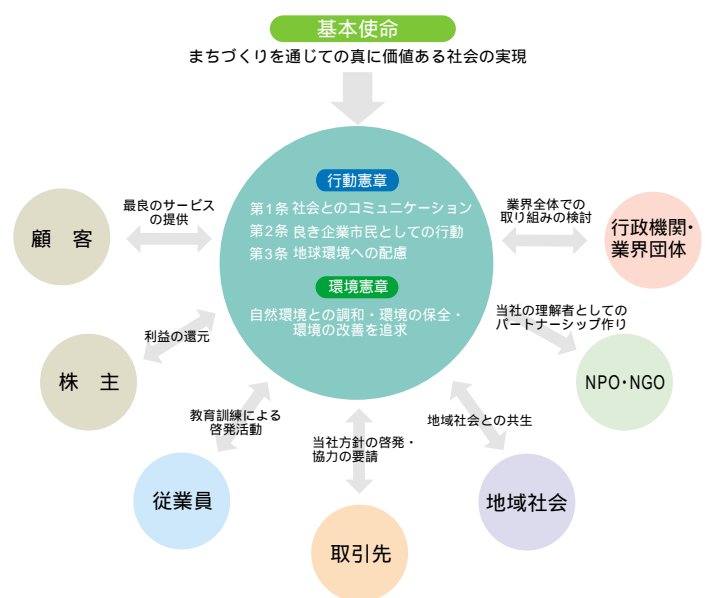 基本使命
まちづくりを通じての真に価値ある社会の実現
行動憲章
第1条 社会とのコミュニケーション
第2条 良き企業市民としての行動
第3条 地球環境への配慮
環境憲章
自然環境との調和・環境の保全・
環境の改善を追求
最良のサービス
の提供
顧　客
利益の還元
株　主
教育訓練による
啓発活動
従業員
当社方針の啓発・
協力の要請
取引先
地域社会との共生
地域社会
当社の理解者としての
パートナーシップ作り
NPO・NGO
業界全体での
取り組みの検討
行政機関・
業界団体